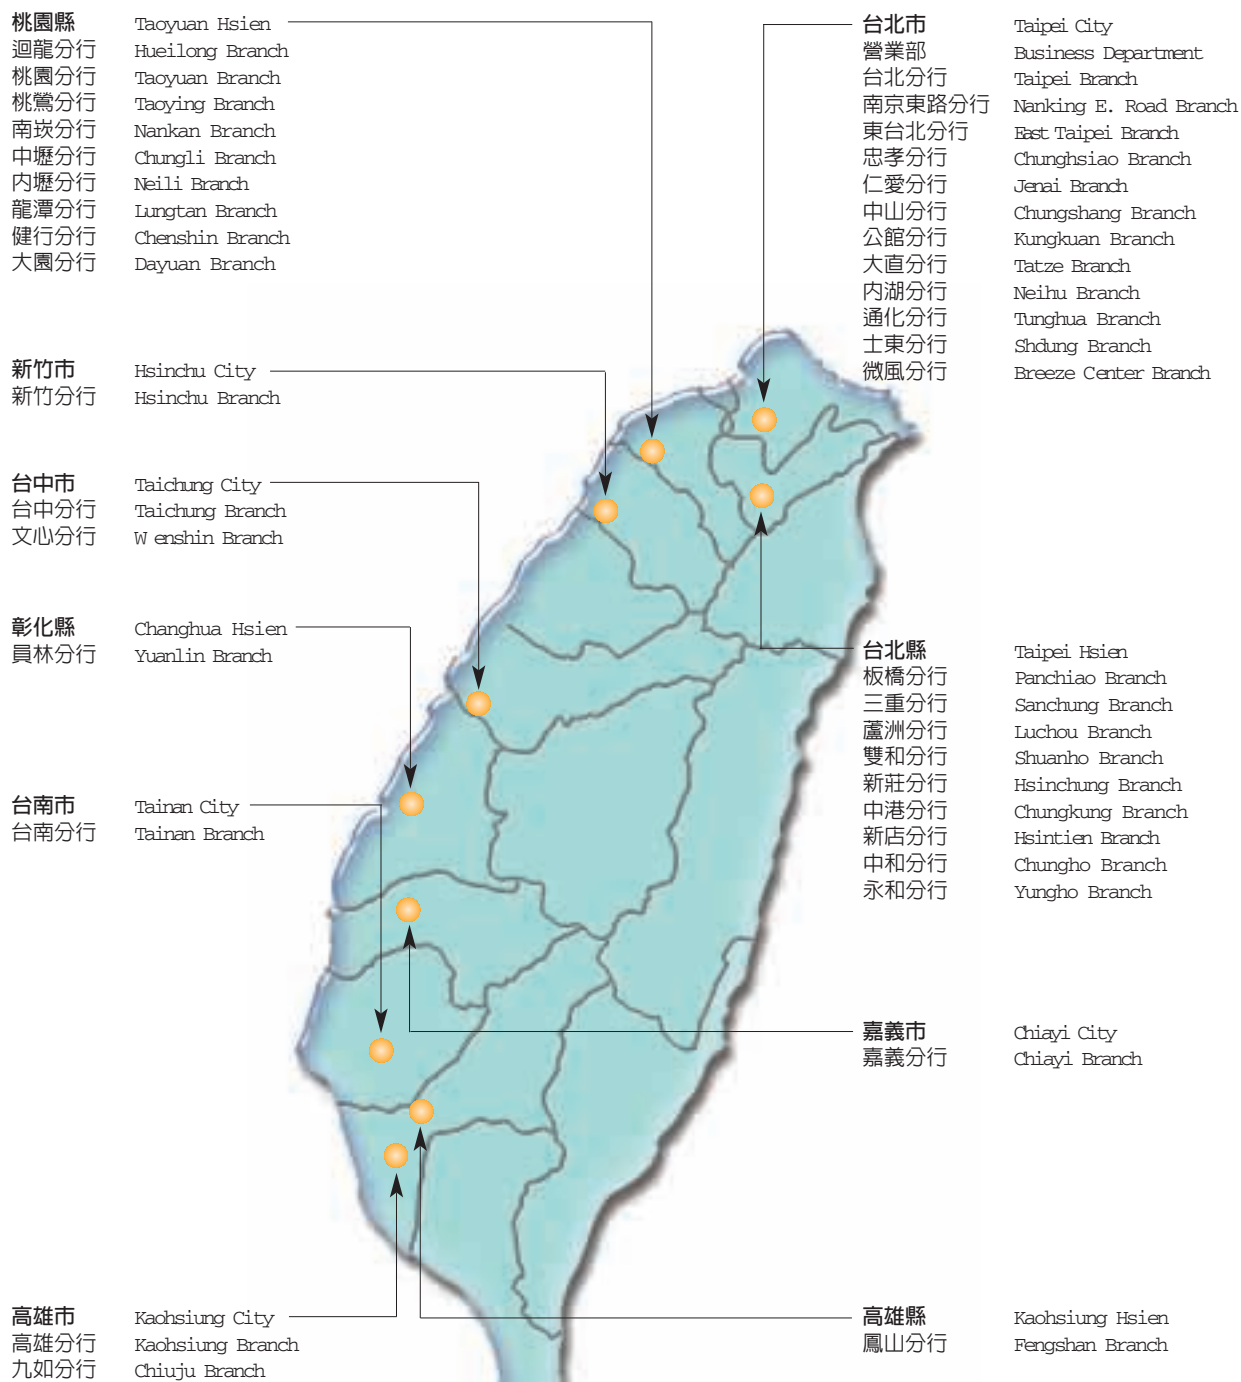 桃園縣 Taoyuan Hsien
迴龍分行 Hueilong Branch
桃園分行 Taoyuan Branch
桃鶯分行 Taoying Branch
南崁分行 Nankan Branch
中壢分行 Chungli Branch
內壢分行 Neili Branch
龍潭分行 Lungtan Branch
健行分行 Chenshin Branch
大園分行 Dayuan Branch
新竹市 Hsinchu City
新竹分行 Hsinchu Branch
台中市 Taichung City
台中分行 Taichung Branch
文心分行 W enshin Branch
彰化縣 Changhua Hsien
員林分行 Yuanlin Branch
台南市 Tainan City
台南分行 Tainan Branch
高雄市 Kaohsiung City
高雄分行 Kaohsiung Branch
九如分行 Chiuju Branch
台北市 Taipei City
營業部 Business Department
台北分行 Taipei Branch
南京東路分行 Nanking E. Road Branch
東台北分行 East Taipei Branch
忠孝分行 Chunghsiao Branch
仁愛分行 Jenai Branch
中山分行 Chungshang Branch
公館分行 Kungkuan Branch
大直分行 Tatze Branch
內湖分行 Neihu Branch
通化分行 Tunghua Branch
士東分行 Shdung Branch
微風分行 Breeze Center Branch
台北縣 Taipei Hsien
板橋分行 Panchiao Branch
三重分行 Sanchung Branch
蘆洲分行 Luchou Branch
雙和分行 Shuanho Branch
新莊分行 Hsinchung Branch
中港分行 Chungkung Branch
新店分行 Hsintien Branch
中和分行 Chungho Branch
永和分行 Yungho Branch
嘉義市 Chiayi City
嘉義分行 Chiayi Branch
高雄縣 Kaohsiung Hsien
鳳山分行 Fengshan Branch